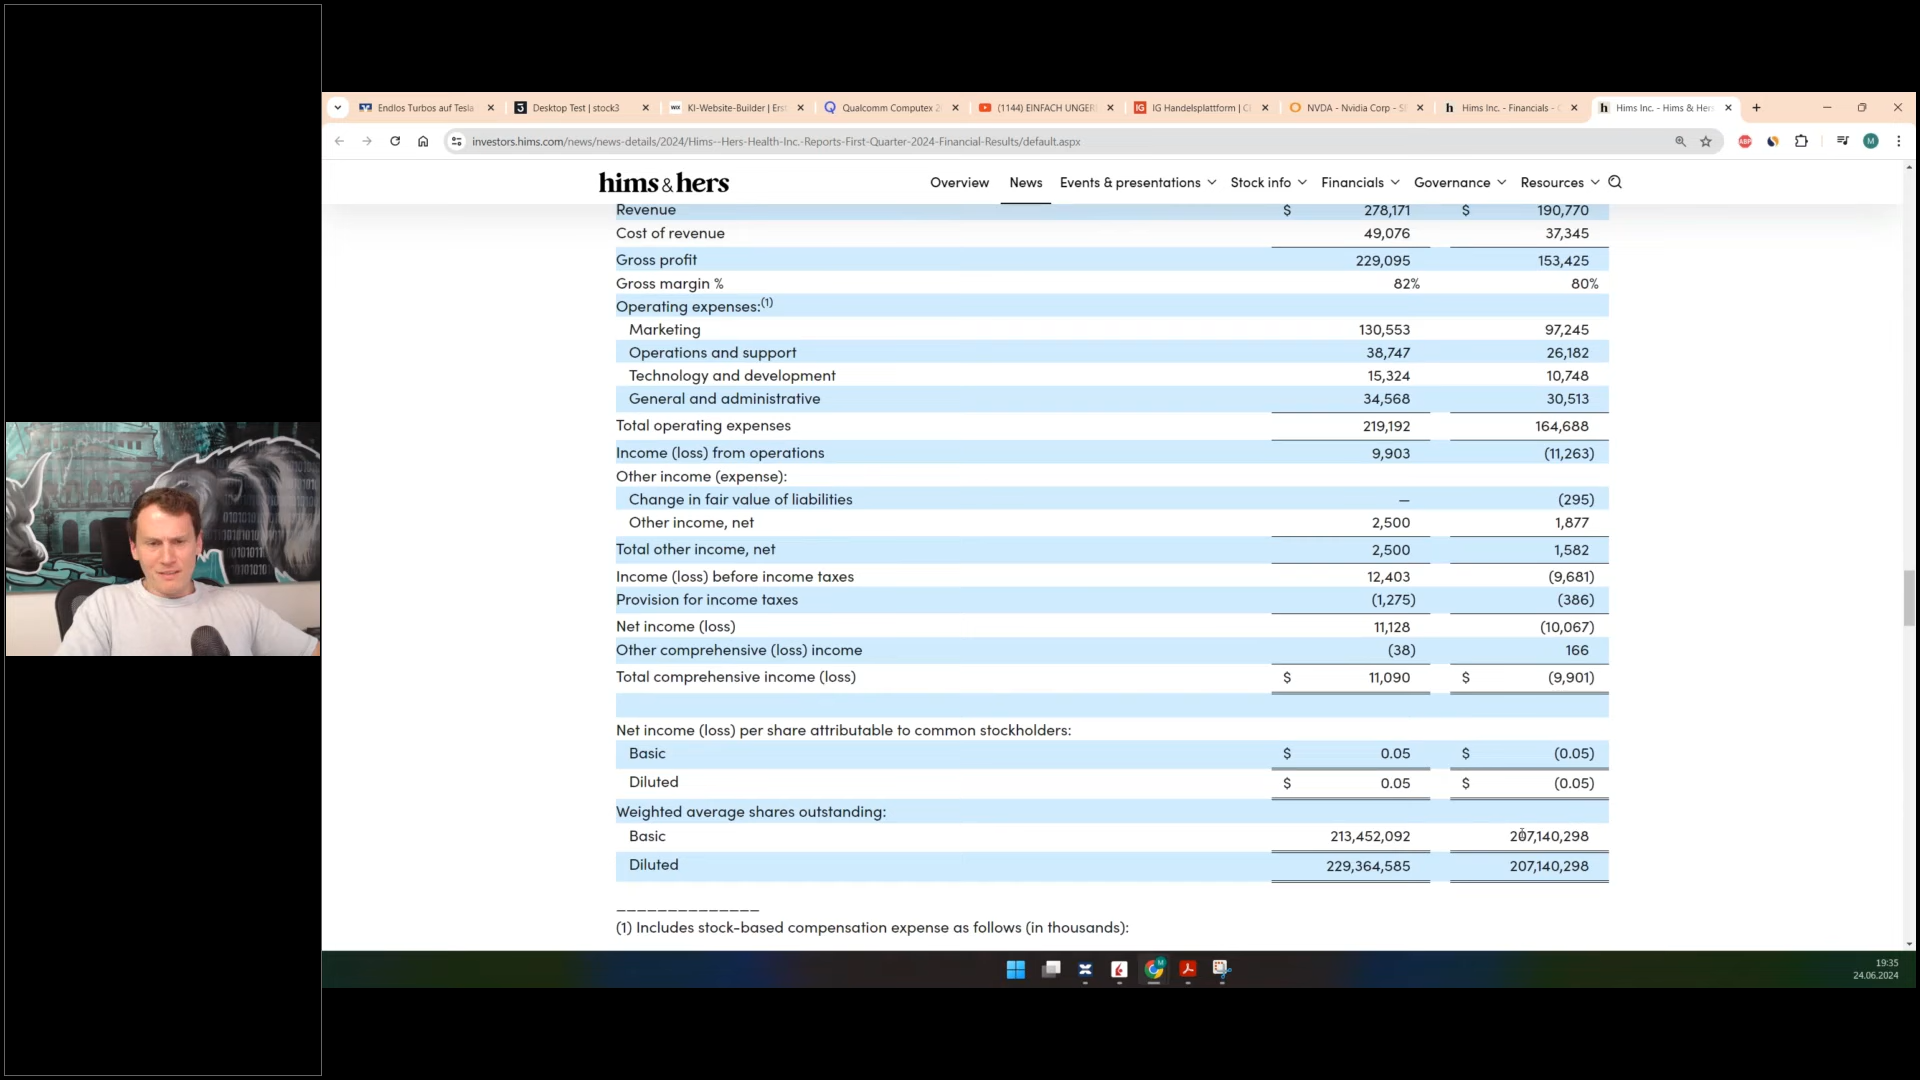 Endlos Turbos auf Tesla
Desktop Test | stock3
KI-Website-Builder | Ers
Qualcomm Computex 2
(1144) EINFACH UNGER
IG Handelsplattform | C
NVDA - Nvidia Corp - S
Hims Inc. - Financials -
Hims Inc. - Hims & Her
investors.hims.com/news/news-details/2024/Hims--Hers-Health-Inc.-Reports-First-Quarter-2024-Financial-Results/default.aspx
ABP
M
hims & hers
Overview News Events & presentations Stock info Financials Governance Resources
Revenue $ 278,171 $ 190,770
Cost of revenue 49,076 37,345
Gross profit 229,095 153,425
Gross margin % 82% 80%
Operating expenses:(1)
Marketing 130,553 97,245
Operations and support 38,747 26,182
Technology and development 15,324 10,748
General and administrative 34,568 30,513
Total operating expenses 219,192 164,688
Income (loss) from operations 9,903 (11,263)
Other income (expense):
Change in fair value of liabilities — (295)
Other income, net 2,500 1,877
Total other income, net 2,500 1,582
Income (loss) before income taxes 12,403 (9,681)
Provision for income taxes (1,275) (386)
Net income (loss) 11,128 (10,067)
Other comprehensive (loss) income (38) 166
Total comprehensive income (loss) $ 11,090 $ (9,901)
Net income (loss) per share attributable to common stockholders:
Basic $ 0.05 $ (0.05)
Diluted $ 0.05 $ (0.05)
Weighted average shares outstanding:
Basic 213,452,092 207,140,298
Diluted 229,364,585 207,140,298
______________
(1) Includes stock-based compensation expense as follows (in thousands):
19:35
24.06.2024